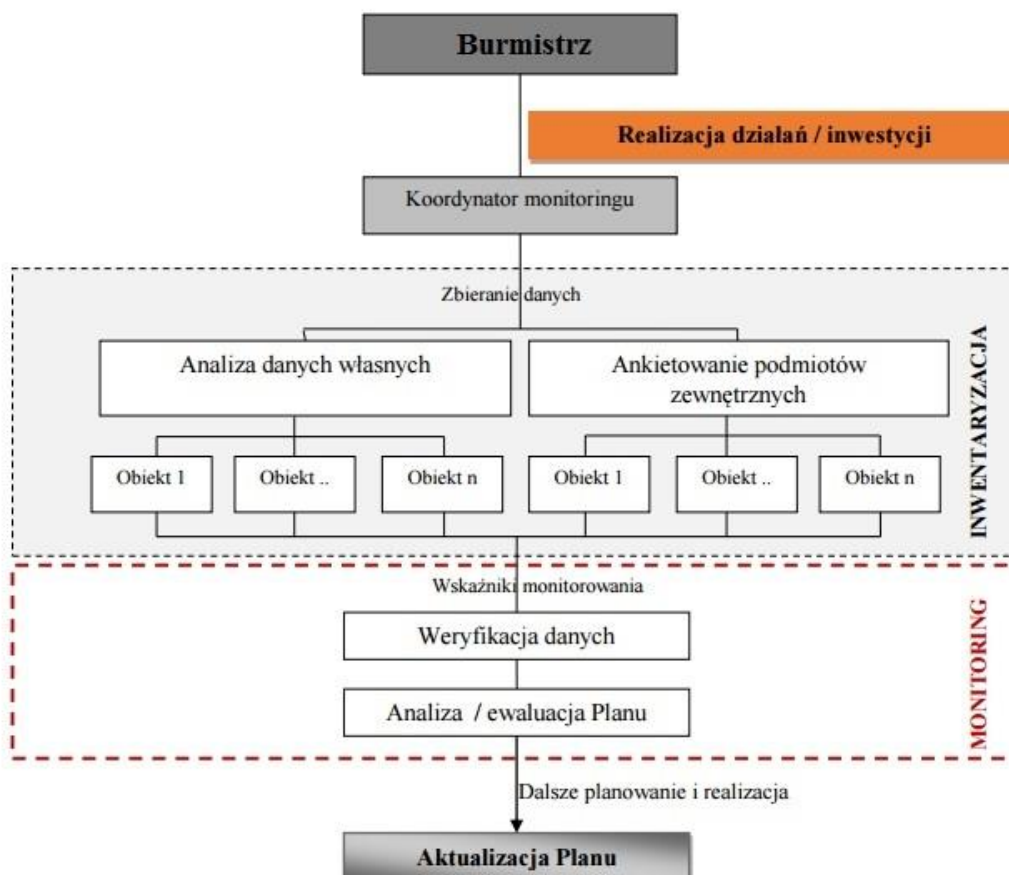 Burmistrz
Realizacja działań / inwestycji
Koordynator monitoringu
Zbieranie danych
Analiza danych własnych
Ankietowanie podmiotów
zewnętrznych
Obiekt 1
Obiekt ..
Obiekt n
Obiekt 1
Obiekt ..
Obiekt n
INWENTARYZACJA
Wskaźniki monitorowania
Weryfikacja danych
Analiza / ewaluacja Planu
MONITORING
Dalsze planowanie i realizacja
Aktualizacja Planu